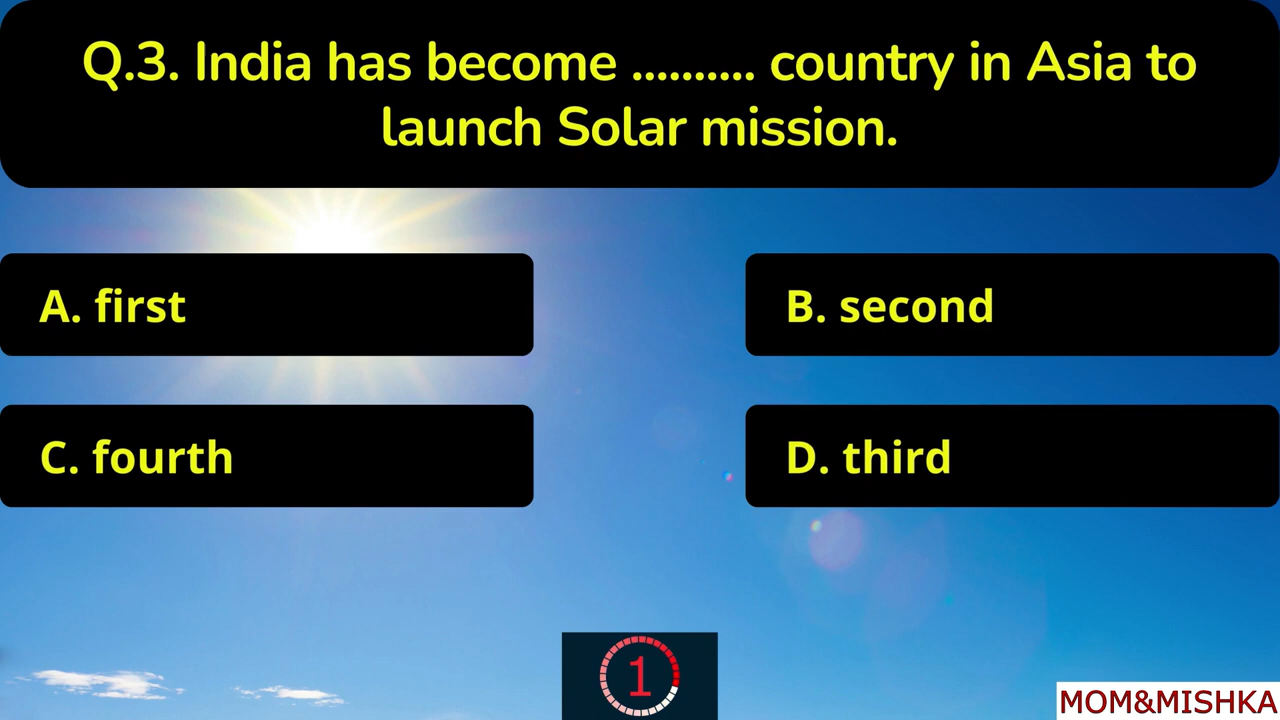 Q.3. India has become .......... country in Asia to
launch Solar mission.
A. first
B. second
C. fourth
D. third
1
MOM&MISHKA